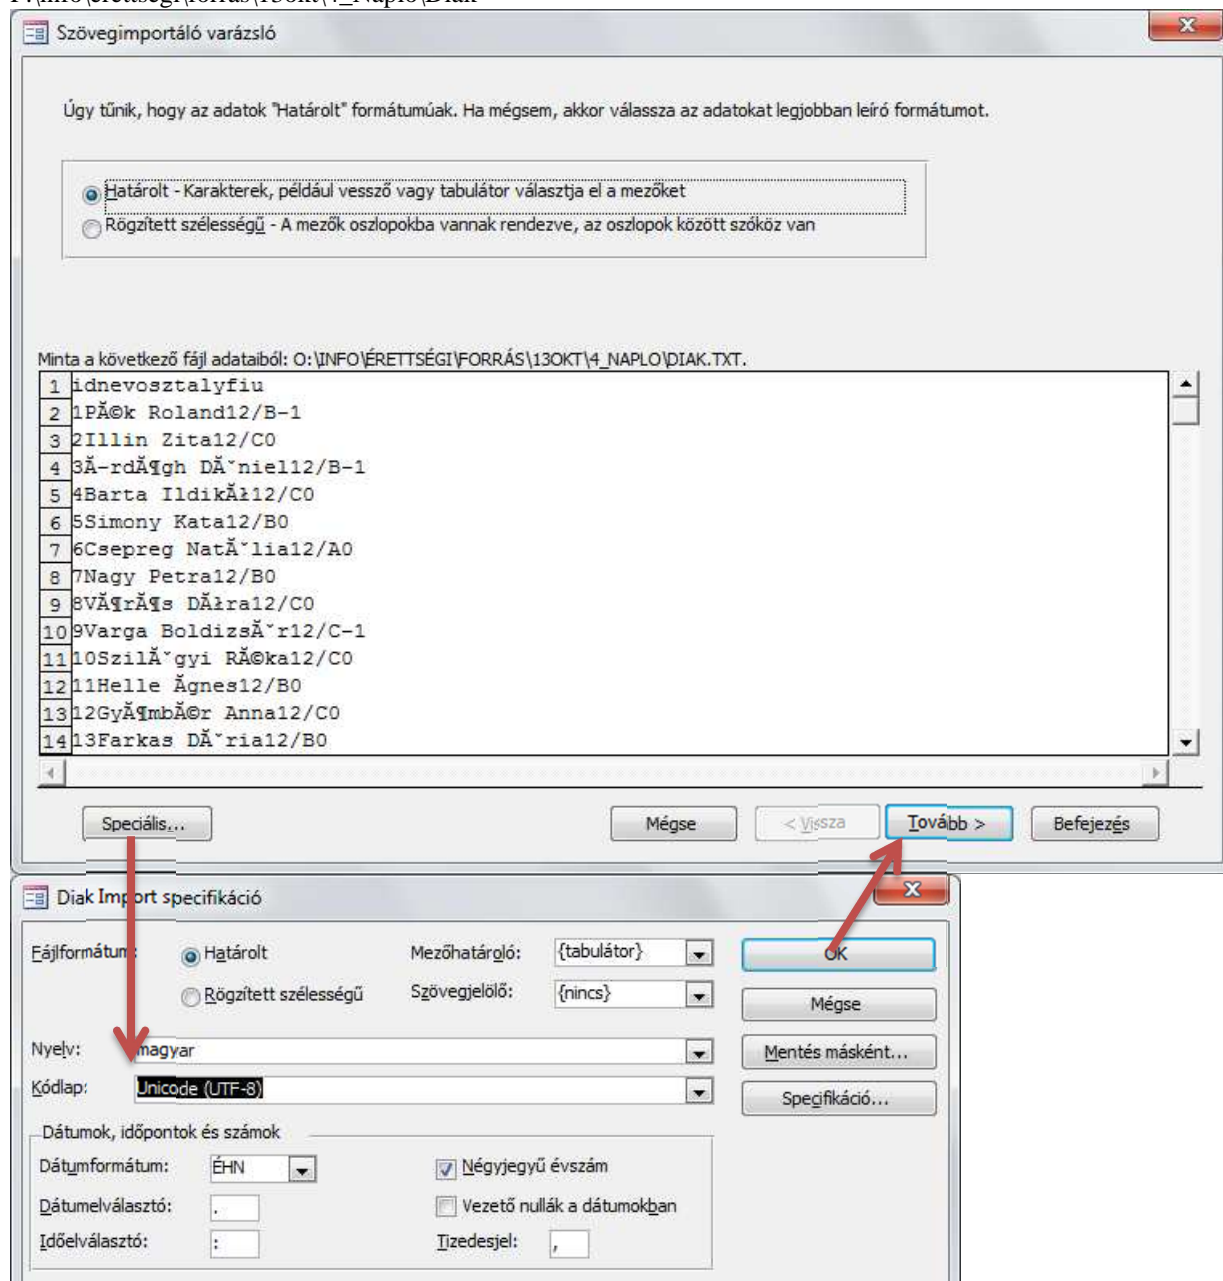 Szövegimportáló varázsló
Úgy tűnik, hogy az adatok "Határolt" formátumúak. Ha mégsem, akkor válassza az adatokat legjobban leíró formátumot.
Határolt - Karakterek, például vessző vagy tabulátor választja el a mezőket
Rögzített szélességű - A mezők oszlopokba vannak rendezve, az oszlopok között szóköz van
Minta a következő fájl adataiból: O:\INFO\ÉRETTSÉGI\FORRÁS\13OKT\4_NAPLO\DIAK.TXT.
1 idnevosztalyfiu
2 1PĂ©k Roland12/B-1
3 2Illin Zita12/C0
4 3Ă-rdĂ¶gh DĂˇniel12/B-1
5 4Barta IldikĂł12/C0
6 5Simony Kata12/B0
7 6Csepreg NatĂˇlia12/A0
8 7Nagy Petra12/B0
9 8VĂ¶rĂ¶s DĂłra12/C0
10 9Varga BoldizsĂˇr12/C-1
11 10SzilĂˇgyi RĂ©ka12/C0
12 11Helle Ăgnes12/B0
13 12GyĂ¶mbĂ©r Anna12/C0
14 13Farkas DĂˇria12/B0
Speciális... Mégse < Vissza Tovább > Befejezés
Diak Import specifikáció
Fájlformátum: Határolt Mezőhatároló: {tabulátor} OK
Rögzített szélességű Szövegjelölő: {nincs} Mégse
Nyelv: magyar Mentés másként...
Kódlap: Unicode (UTF-8) Specifikáció...
Dátumok, időpontok és számok
Dátumformátum: ÉHN Négyjegyű évszám
Dátumelválasztó: . Vezető nullák a dátumokban
Időelválasztó: : Tizedesjel: ,